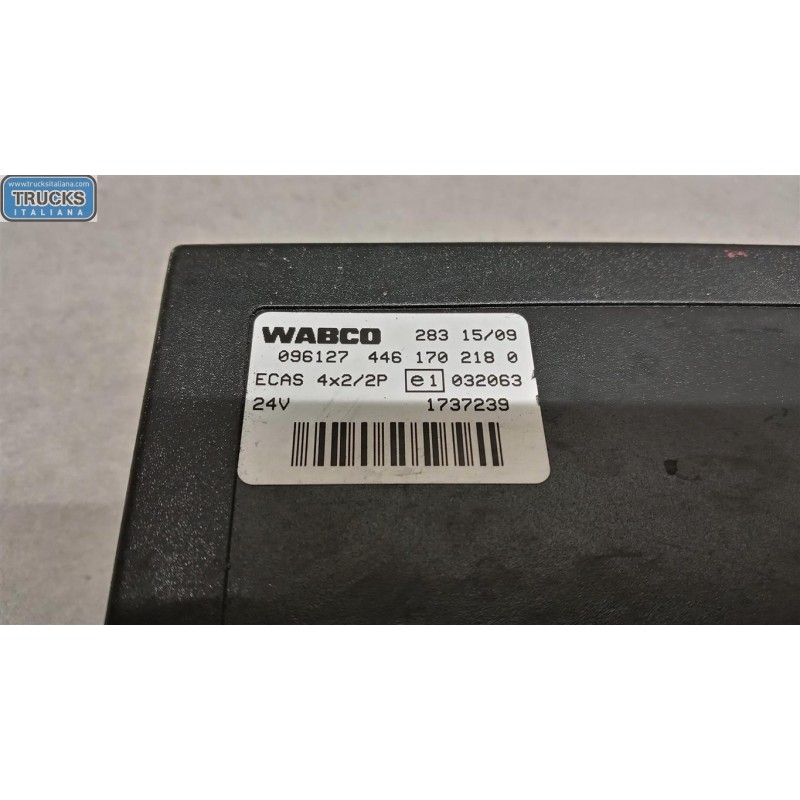 www.trucksitaliana.com
TRUCKS
ITALIANA
WABCO 283 15/09
096127 446 170 218 0
ECAS 4x2/2P e1 032063
24V 1737239